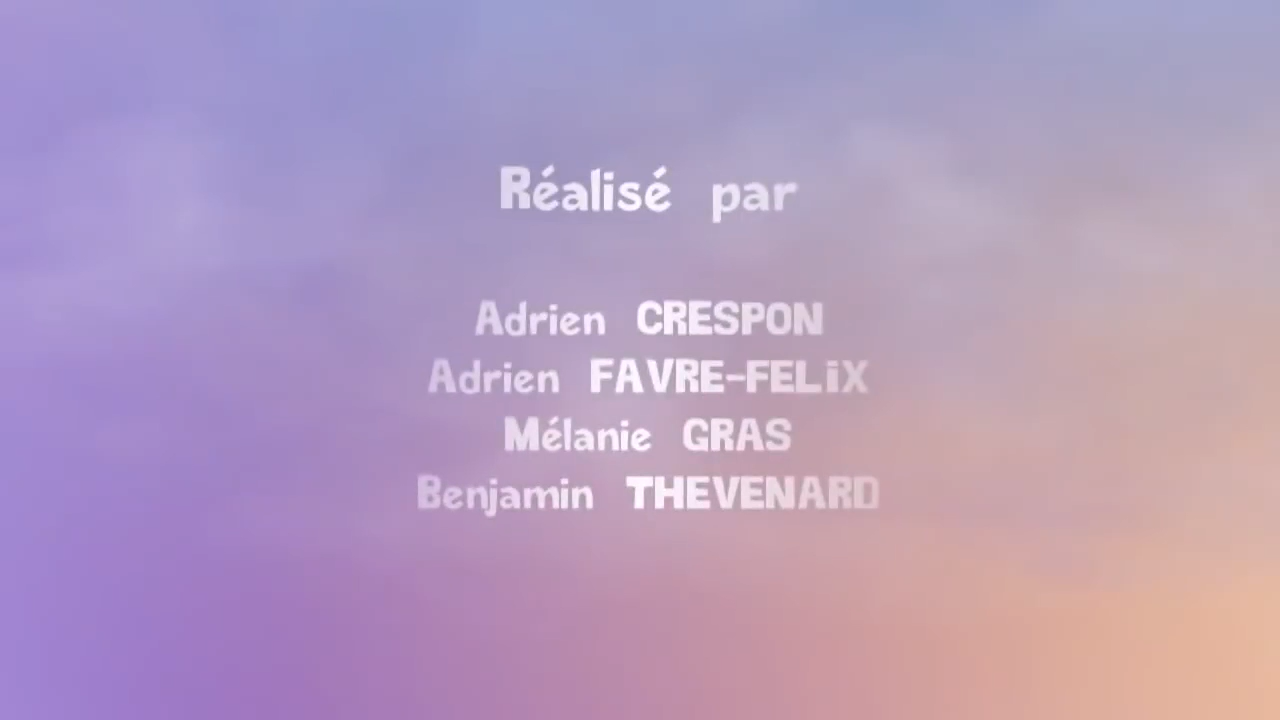 Réalisé par
Adrien CRESPON
Adrien FAVRE-FELiX
Mélanie GRAS
Benjamin THEVENARD